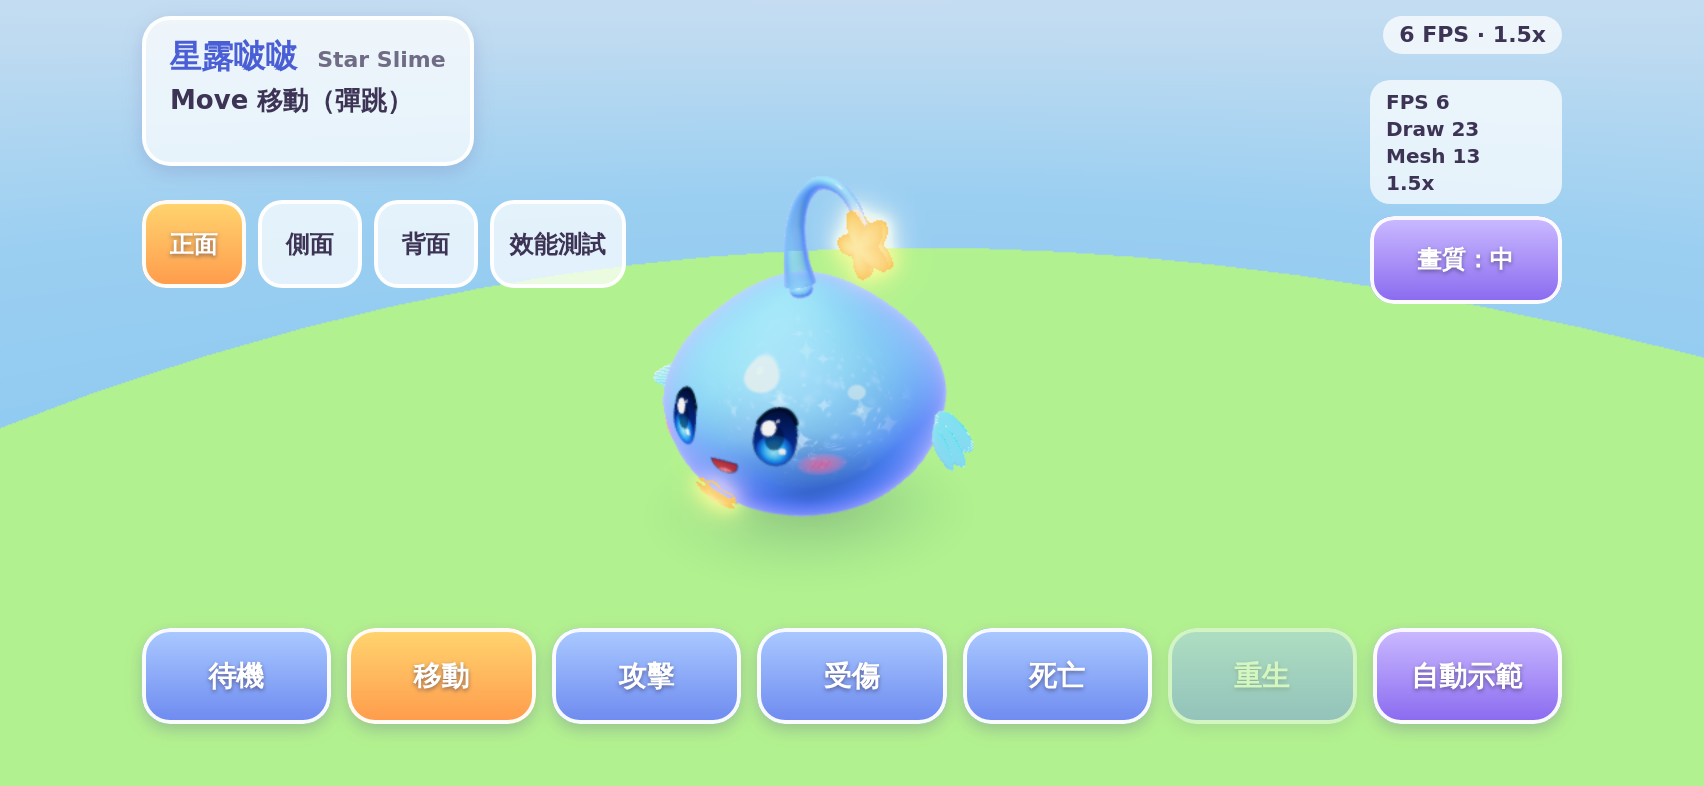 星露啵啵 Star Slime
Move 移動（彈跳）
6 FPS · 1.5x
FPS 6
Draw 23
Mesh 13
1.5x
正面
側面
背面
效能測試
畫質：中
待機
移動
攻擊
受傷
死亡
重生
自動示範